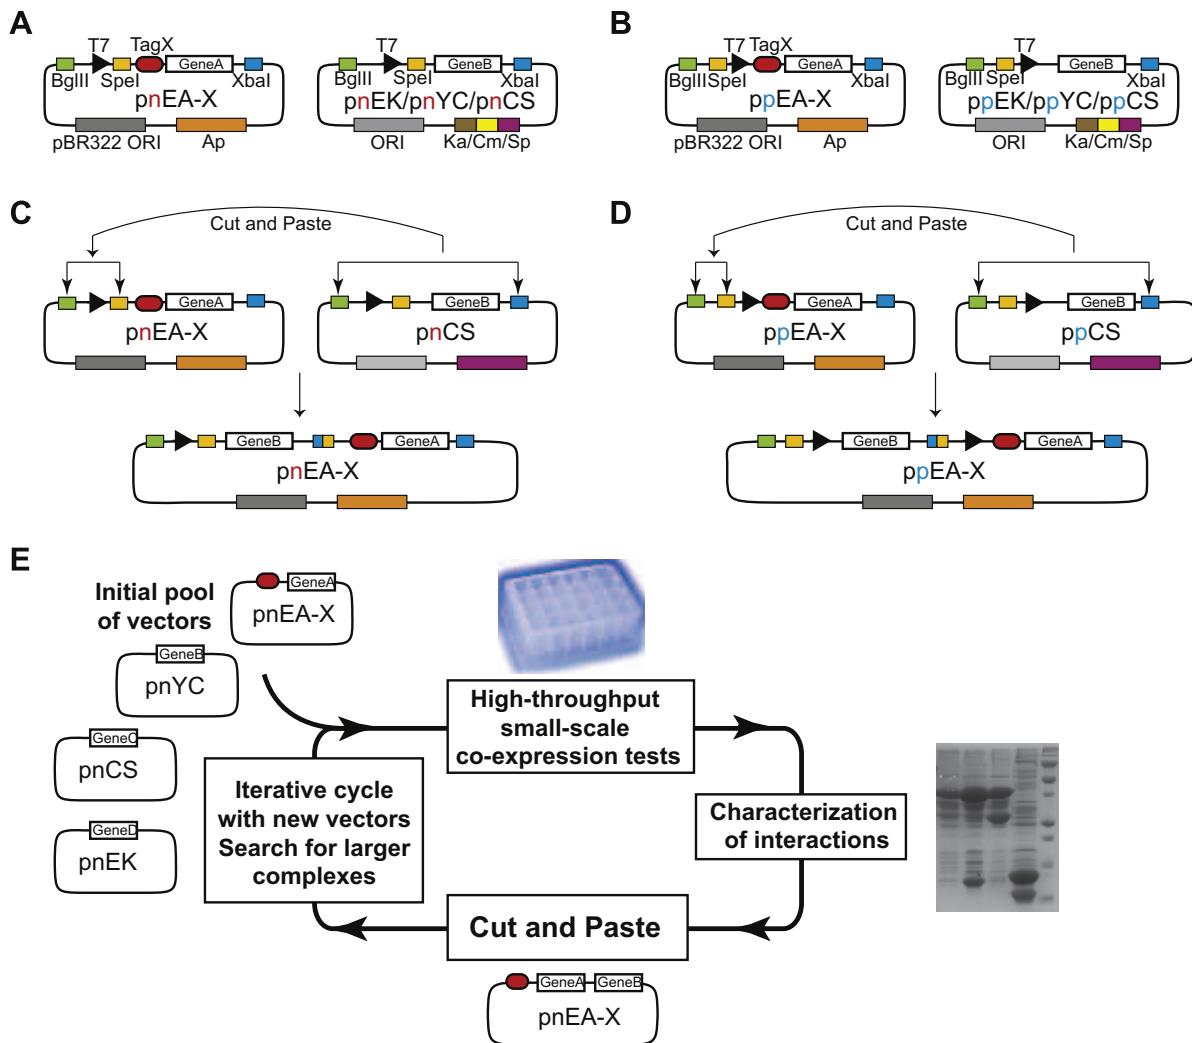 A
T7 TagX
GeneA
BglII SpeI XbaI
pnEA-X
pBR322 ORI Ap
T7
GeneB
BglII SpeI XbaI
pnEK/pnYC/pnCS
ORI Ka/Cm/Sp
B
T7 TagX
GeneA
BglII SpeI XbaI
ppEA-X
pBR322 ORI Ap
T7
GeneB
BglII SpeI XbaI
ppEK/ppYC/ppCS
ORI Ka/Cm/Sp
C
Cut and Paste
GeneA
pnEA-X
GeneB
pnCS
GeneB GeneA
pnEA-X
D
Cut and Paste
GeneA
ppEA-X
GeneB
ppCS
GeneB GeneA
ppEA-X
E
Initial pool
of vectors
GeneA
pnEA-X
GeneB
pnYC
GeneC
pnCS
GeneD
pnEK
High-throughput
small-scale
co-expression tests
Characterization
of interactions
Cut and Paste
Iterative cycle
with new vectors
Search for larger
complexes
GeneA GeneB
pnEA-X